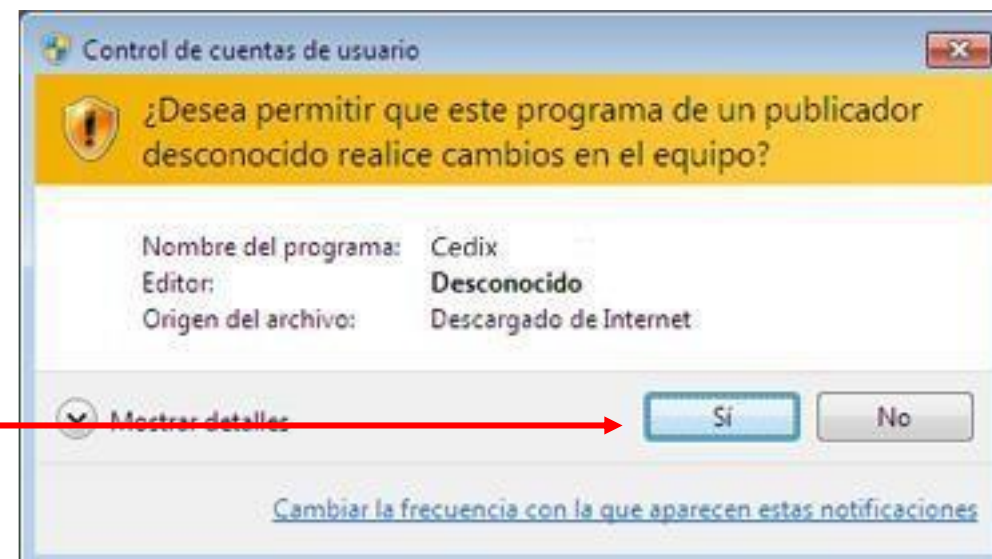 Control de cuentas de usuario
¿Desea permitir que este programa de un publicador
desconocido realice cambios en el equipo?
Nombre del programa: Cedix
Editor: Desconocido
Origen del archivo: Descargado de Internet
Mostrar detalles Sí No
Cambiar la frecuencia con la que aparecen estas notificaciones